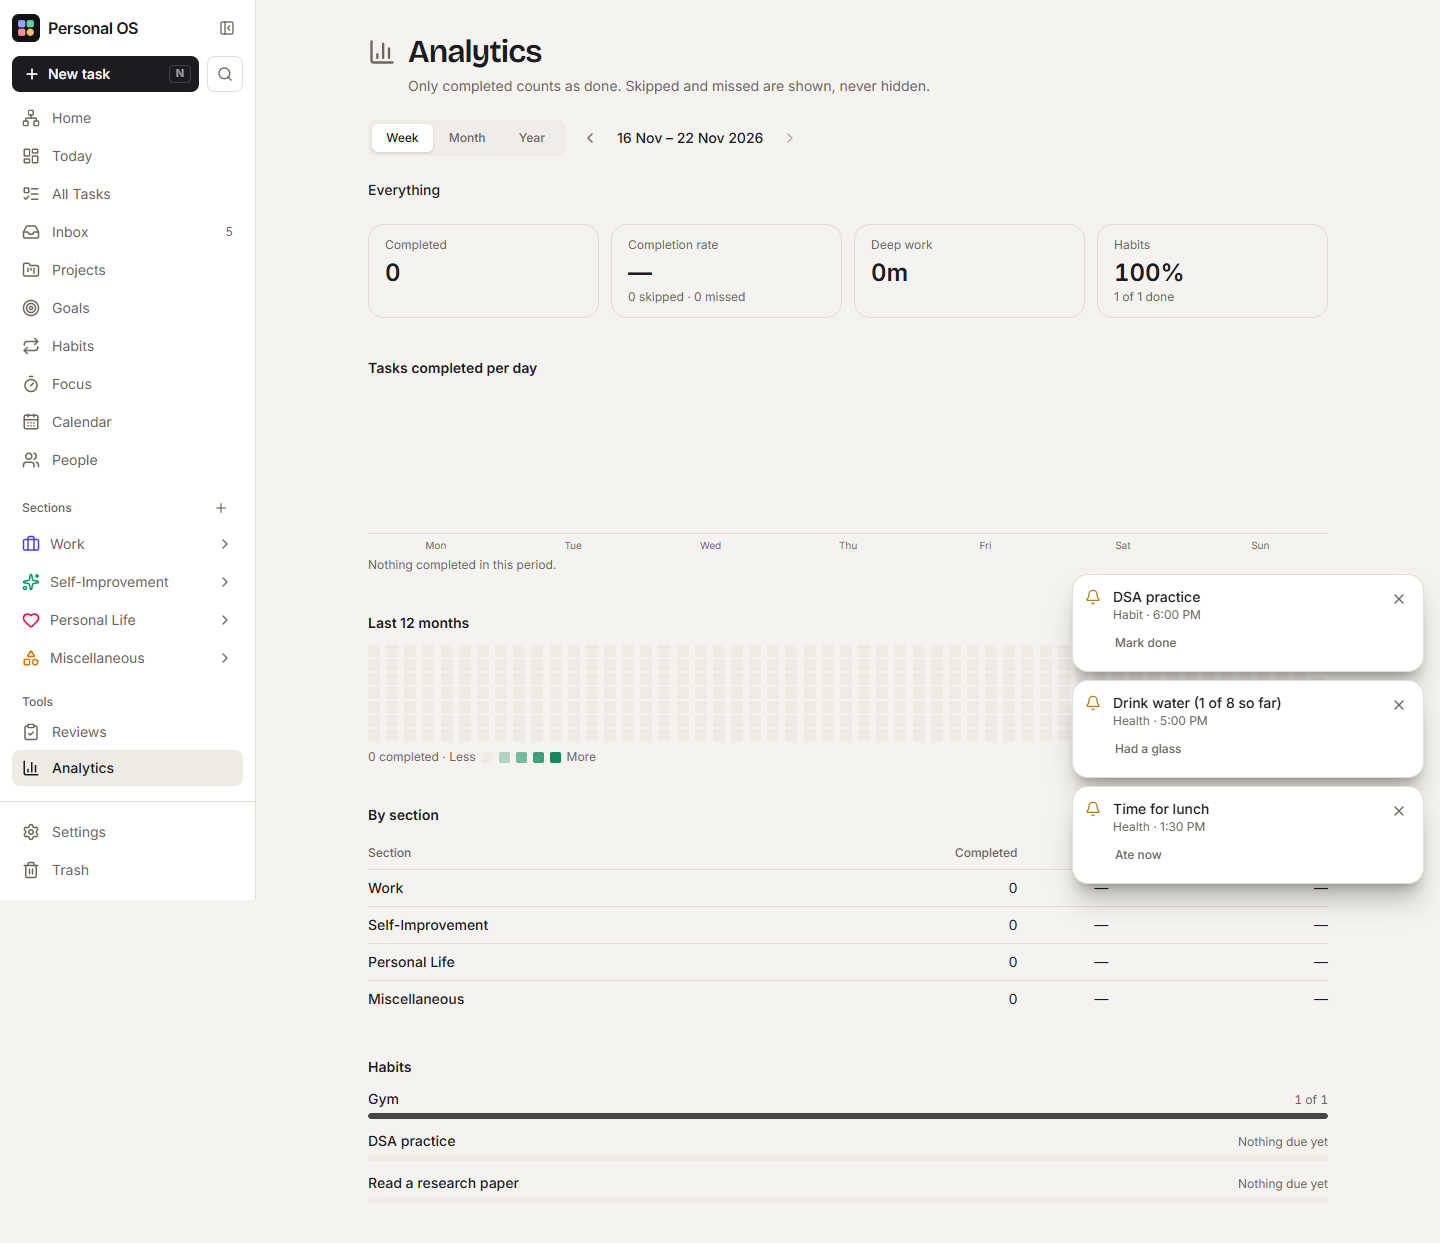 Personal OS
New task N
Home
Today
All Tasks
Inbox 5
Projects
Goals
Habits
Focus
Calendar
People
Sections
Work
Self-Improvement
Personal Life
Miscellaneous
Tools
Reviews
Analytics
Settings
Trash
Analytics
Only completed counts as done. Skipped and missed are shown, never hidden.
Week Month Year 16 Nov – 22 Nov 2026
Everything
Completed
0
Completion rate
—
0 skipped · 0 missed
Deep work
0m
Habits
100%
1 of 1 done
Tasks completed per day
Mon Tue Wed Thu Fri Sat Sun
Nothing completed in this period.
Last 12 months
0 completed · Less More
By section
Section Completed
Work 0 — —
Self-Improvement 0 — —
Personal Life 0 — —
Miscellaneous 0 — —
Habits
Gym 1 of 1
DSA practice Nothing due yet
Read a research paper Nothing due yet
DSA practice
Habit · 6:00 PM
Mark done
Drink water (1 of 8 so far)
Health · 5:00 PM
Had a glass
Time for lunch
Health · 1:30 PM
Ate now